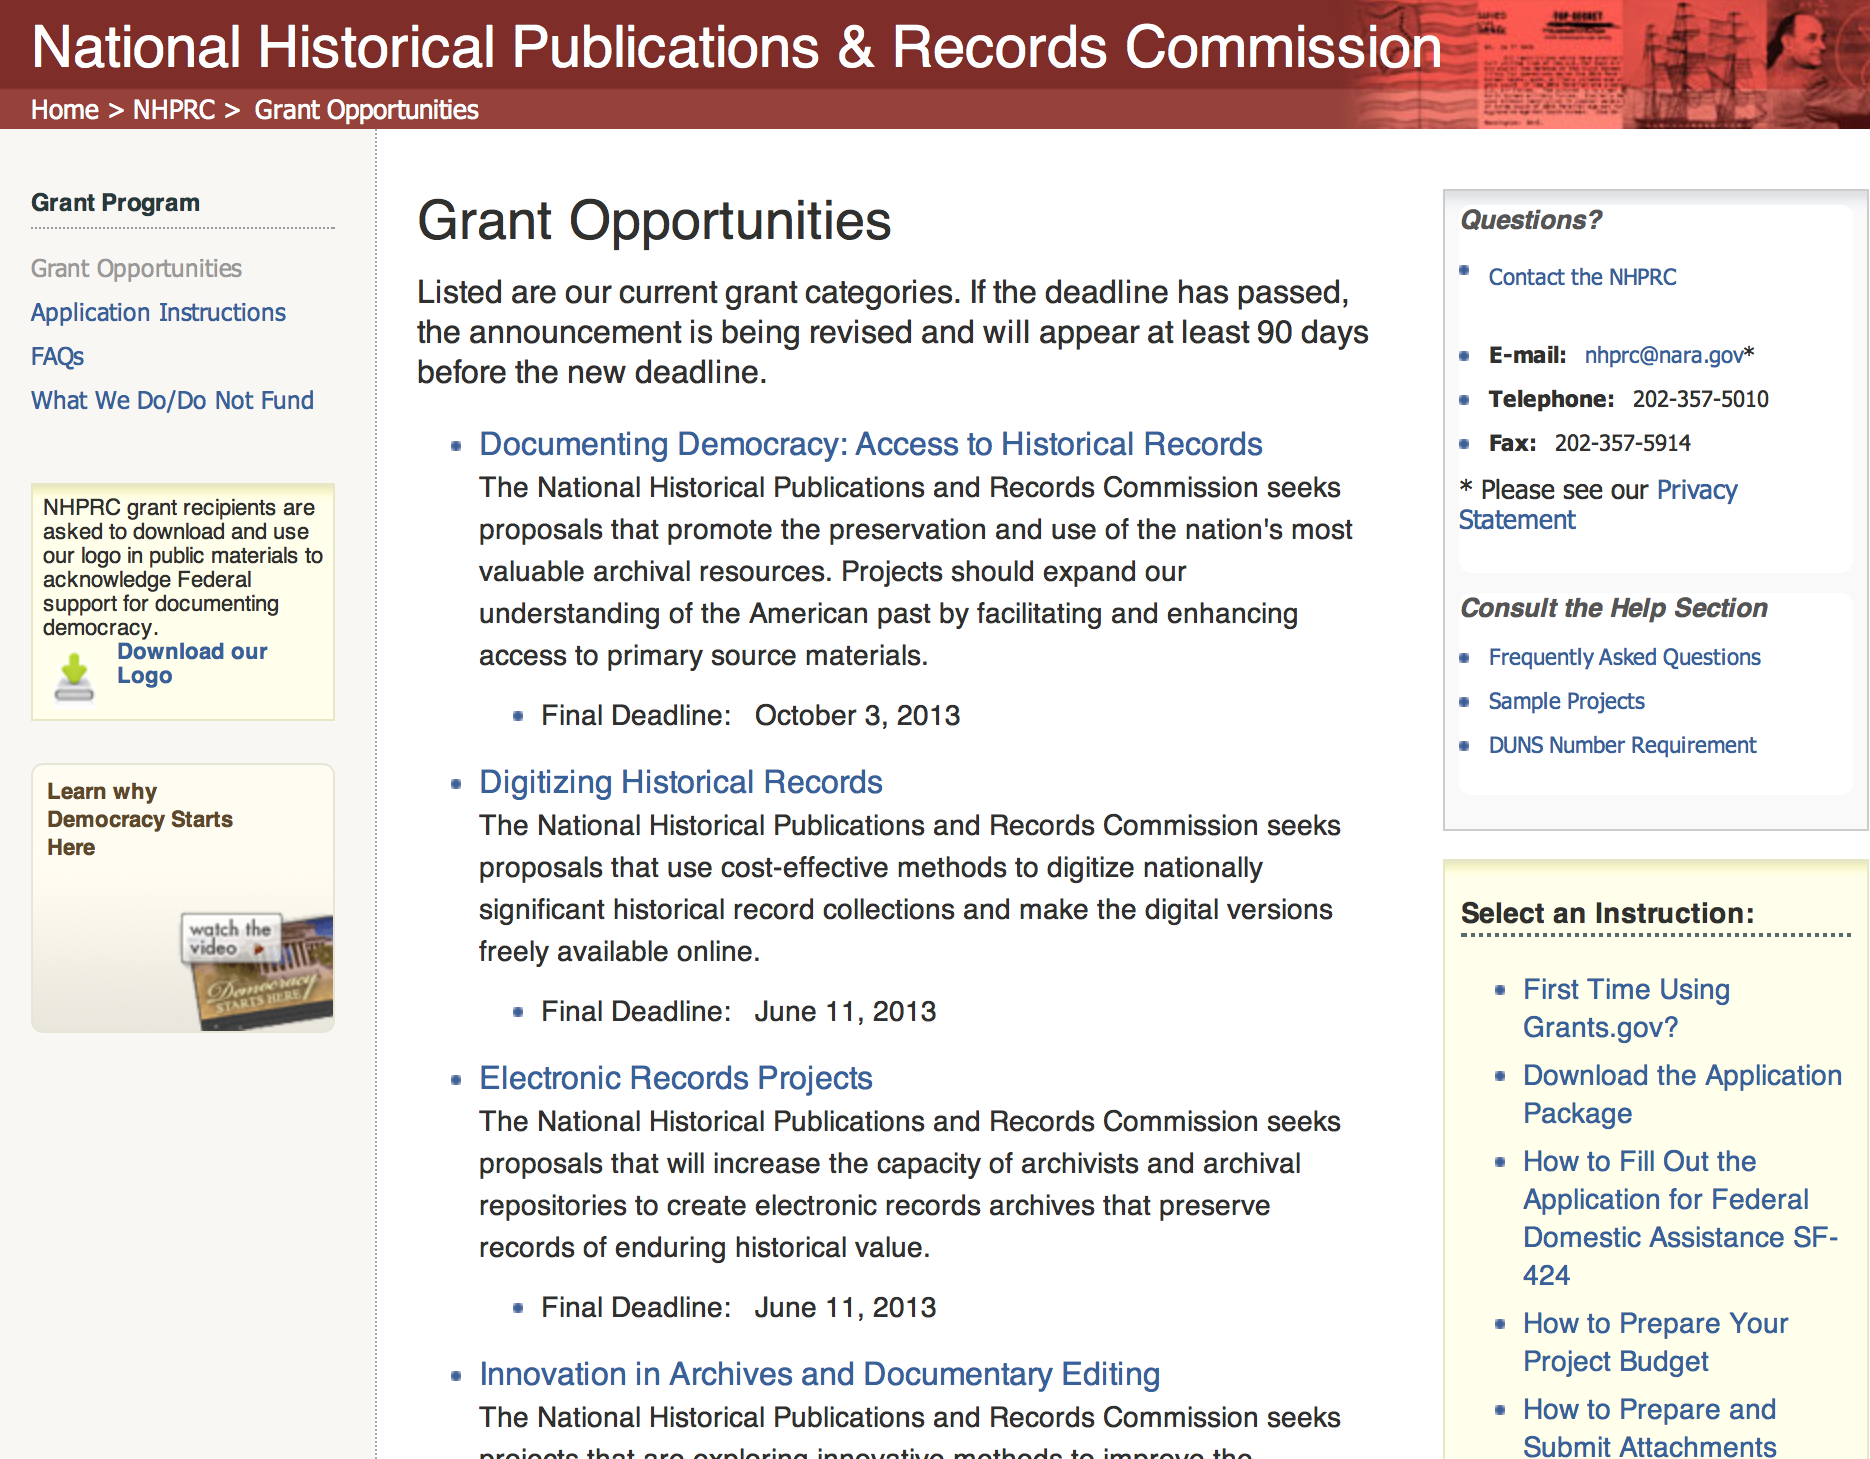 National Historical Publications & Records Commission
TOP SECRET
Home > NHPRC > Grant Opportunities
Grant Program
Grant Opportunities
Application Instructions
FAQs
What We Do/Do Not Fund
NHPRC grant recipients are
asked to download and use
our logo in public materials to
acknowledge Federal
support for documenting
democracy.
Download our
Logo
Learn why
Democracy Starts
Here
watch the
video
Democracy
STARTS HERE
Grant Opportunities
Listed are our current grant categories. If the deadline has passed,
the announcement is being revised and will appear at least 90 days
before the new deadline.
Documenting Democracy: Access to Historical Records
The National Historical Publications and Records Commission seeks
proposals that promote the preservation and use of the nation's most
valuable archival resources. Projects should expand our
understanding of the American past by facilitating and enhancing
access to primary source materials.
Final Deadline: October 3, 2013
Digitizing Historical Records
The National Historical Publications and Records Commission seeks
proposals that use cost-effective methods to digitize nationally
significant historical record collections and make the digital versions
freely available online.
Final Deadline: June 11, 2013
Electronic Records Projects
The National Historical Publications and Records Commission seeks
proposals that will increase the capacity of archivists and archival
repositories to create electronic records archives that preserve
records of enduring historical value.
Final Deadline: June 11, 2013
Innovation in Archives and Documentary Editing
The National Historical Publications and Records Commission seeks
projects that are exploring innovative methods to improve the
Questions?
Contact the NHPRC
E-mail: nhprc@nara.gov*
Telephone: 202-357-5010
Fax: 202-357-5914
* Please see our Privacy
Statement
Consult the Help Section
Frequently Asked Questions
Sample Projects
DUNS Number Requirement
Select an Instruction:
First Time Using
Grants.gov?
Download the Application
Package
How to Fill Out the
Application for Federal
Domestic Assistance SF-
424
How to Prepare Your
Project Budget
How to Prepare and
Submit Attachments